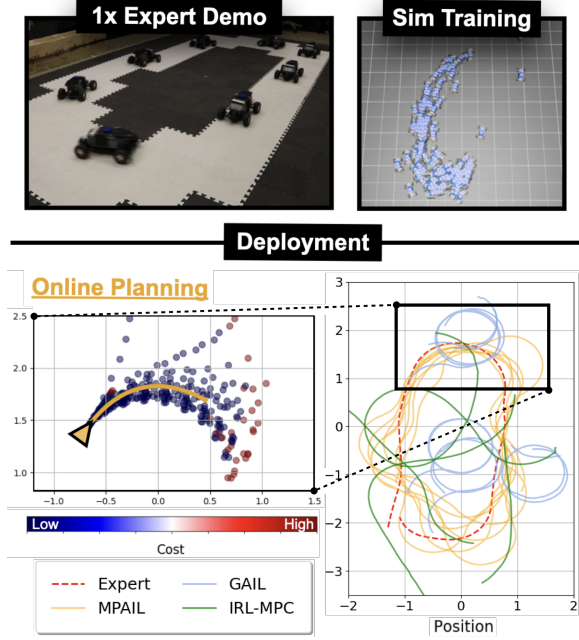 1x Expert Demo
Sim Training
Deployment
Online Planning
2.5
2.0
1.5
1.0
−1.0
−0.5
0.0
0.5
1.0
1.5
Low
High
Cost
3
2
1
0
−1
−2
−3
−2
−1
0
1
2
Position
Expert
GAIL
MPAIL
IRL-MPC